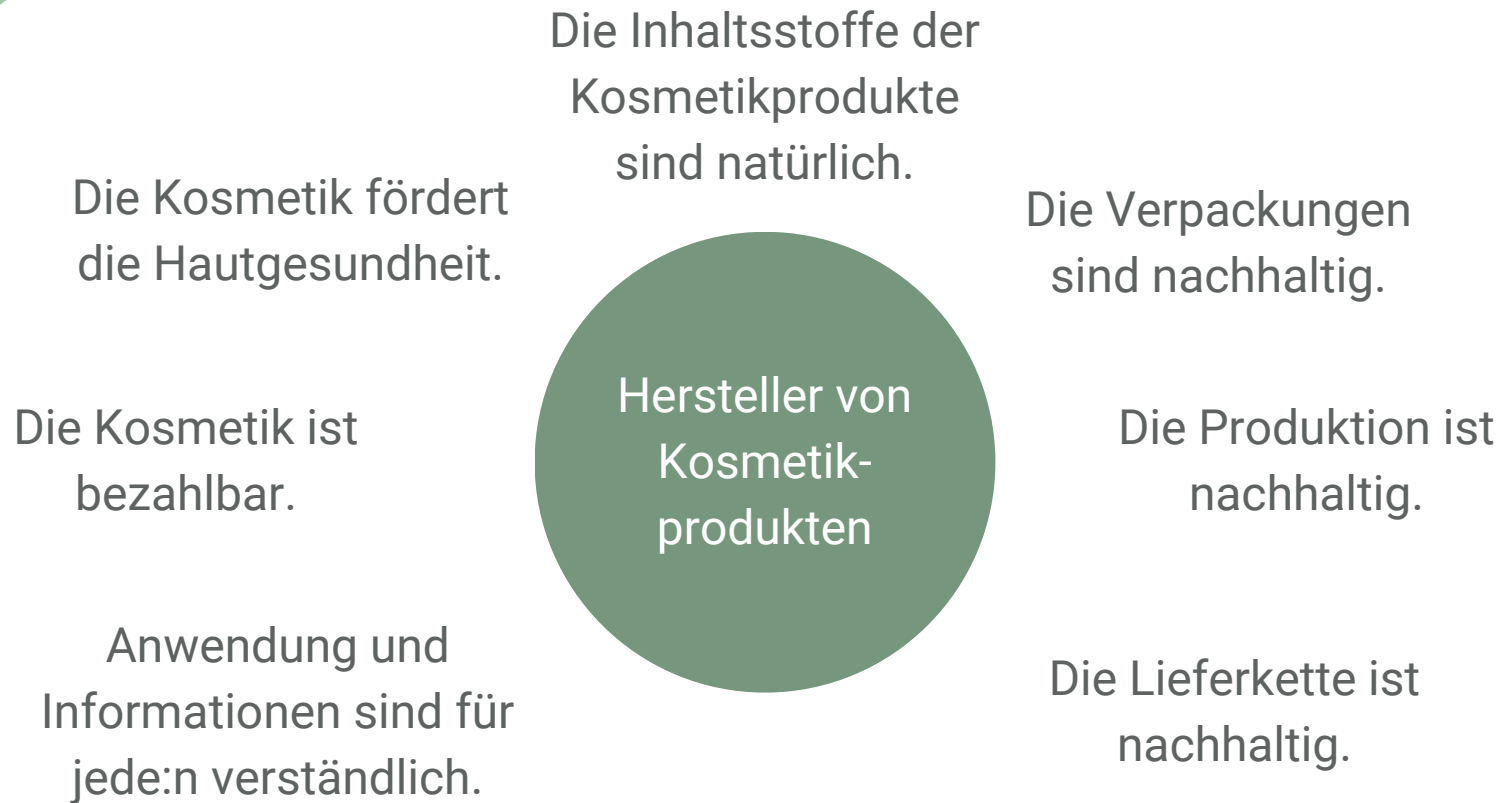 Die Inhaltsstoffe der
Kosmetikprodukte
sind natürlich.
Die Kosmetik fördert
die Hautgesundheit.
Die Verpackungen
sind nachhaltig.
Hersteller von
Kosmetik-
produkten
Die Kosmetik ist
bezahlbar.
Die Produktion ist
nachhaltig.
Anwendung und
Informationen sind für
jede:n verständlich.
Die Lieferkette ist
nachhaltig.